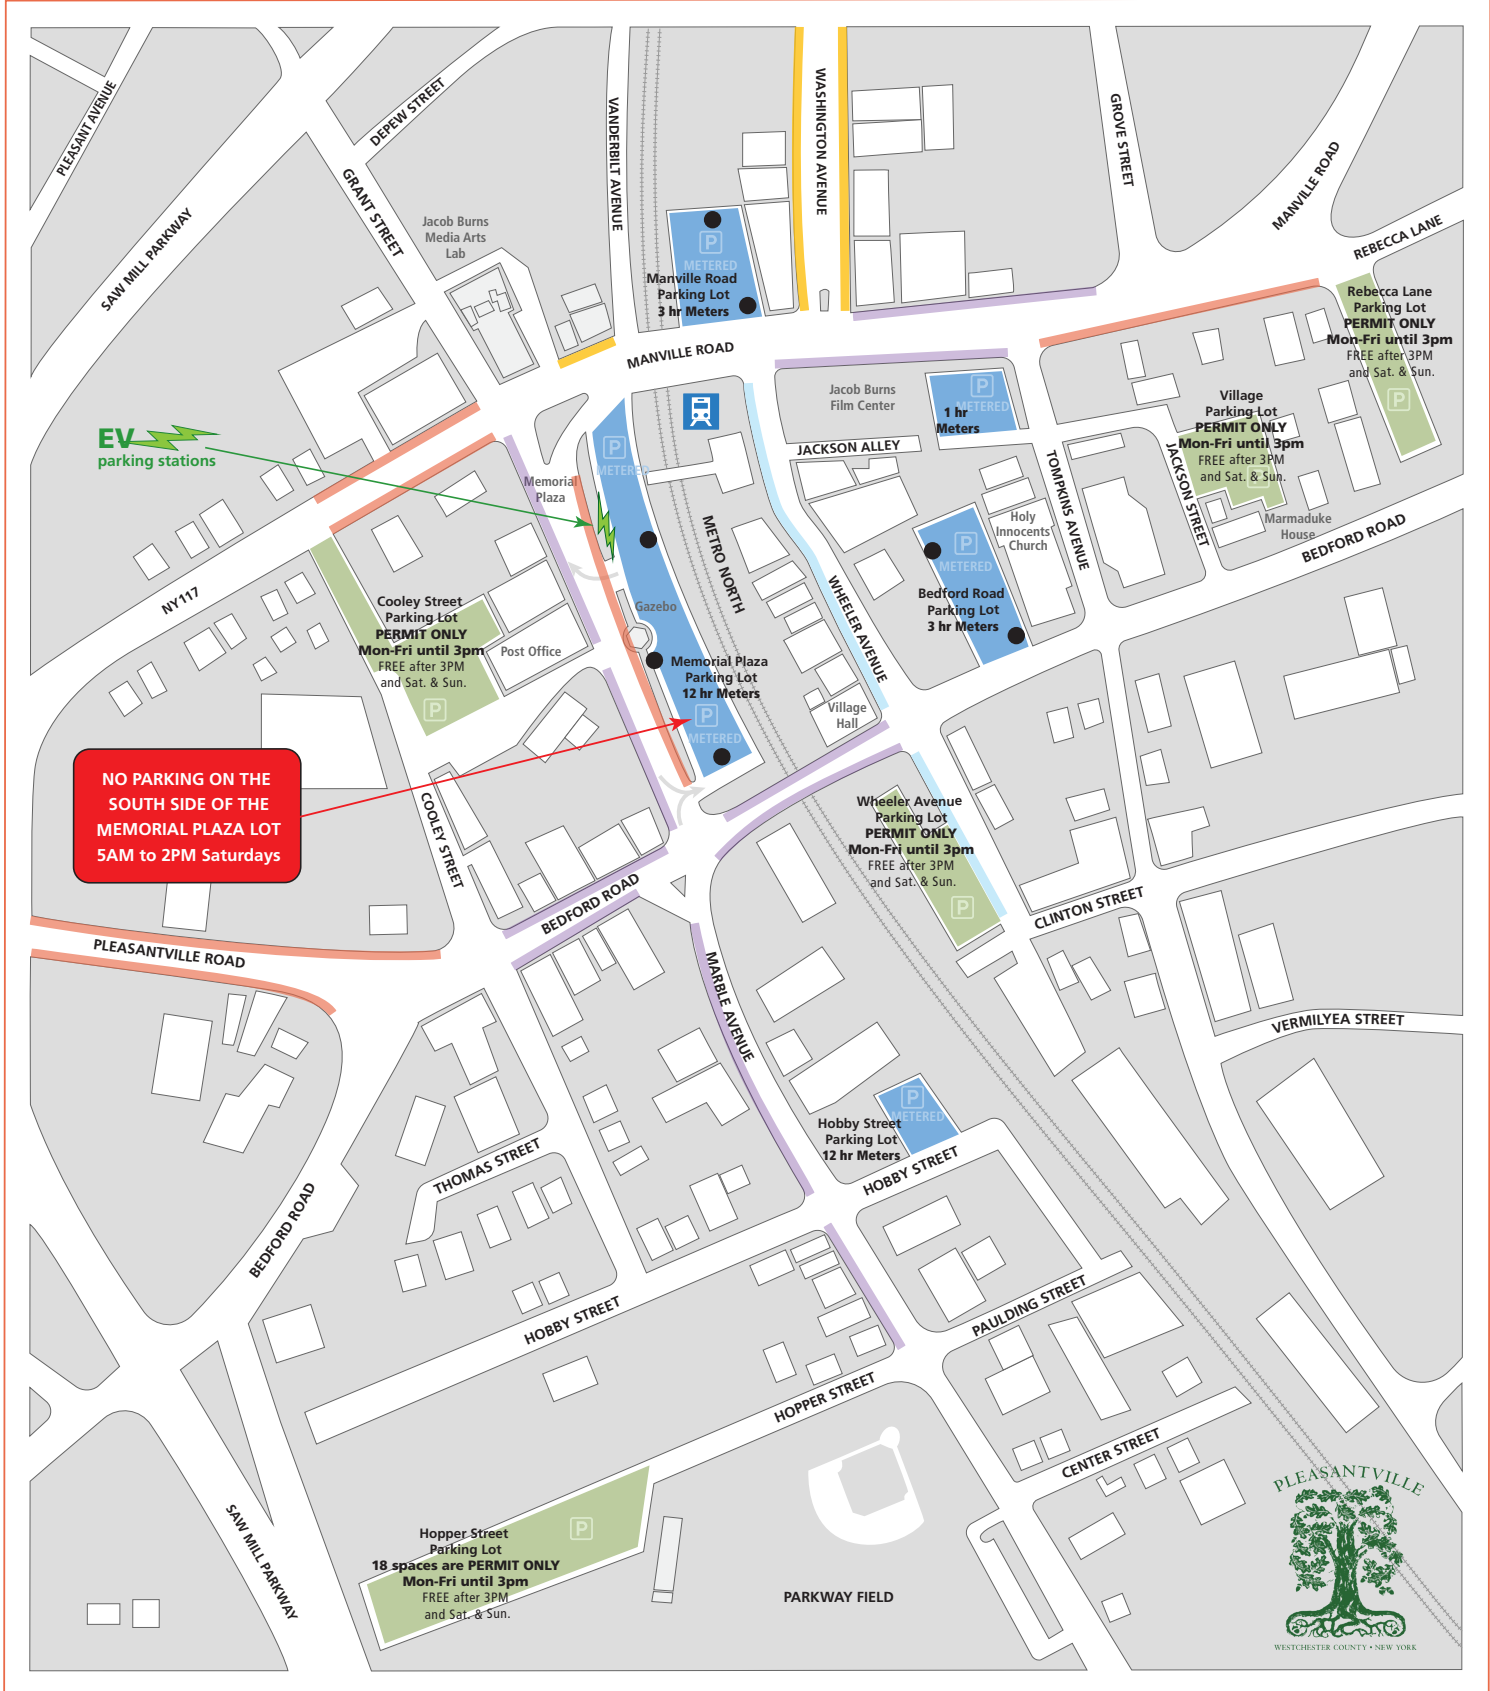 PLEASANT AVENUE
SAW MILL PARKWAY
DEPEW STREET
GRANT STREET
Jacob Burns
Media Arts
Lab
VANDERBILT AVENUE
WASHINGTON AVENUE
GROVE STREET
MANVILLE ROAD
REBECCA LANE
P
METERED
Manville Road
Parking Lot
3 hr Meters
MANVILLE ROAD
Rebecca Lane
Parking Lot
PERMIT ONLY
Mon-Fri until 3pm
FREE after 3PM
and Sat. & Sun.
P
Jacob Burns
Film Center
P
METERED
1 hr
Meters
JACKSON ALLEY
Village
Parking Lot
PERMIT ONLY
Mon-Fri until 3pm
FREE after 3PM
and Sat. & Sun.
P
JACKSON STREET
Marmaduke
House
BEDFORD ROAD
TOMPKINS AVENUE
EV
parking stations
Memorial
Plaza
P
METERED
METRO NORTH
Holy
Innocents
Church
P
METERED
Bedford Road
Parking Lot
3 hr Meters
WHEELER AVENUE
NY117
Cooley Street
Parking Lot
PERMIT ONLY
Mon-Fri until 3pm
FREE after 3PM
and Sat. & Sun.
P
Post Office
Gazebo
Memorial Plaza
Parking Lot
12 hr Meters
P
METERED
Village
Hall
NO PARKING ON THE
SOUTH SIDE OF THE
MEMORIAL PLAZA LOT
5AM to 2PM Saturdays
COOLEY STREET
Wheeler Avenue
Parking Lot
PERMIT ONLY
Mon-Fri until 3pm
FREE after 3PM
and Sat. & Sun.
P
BEDFORD ROAD
CLINTON STREET
PLEASANTVILLE ROAD
MARBLE AVENUE
VERMILYEA STREET
P
METERED
Hobby Street
Parking Lot
12 hr Meters
HOBBY STREET
THOMAS STREET
BEDFORD ROAD
HOBBY STREET
PAULDING STREET
HOPPER STREET
CENTER STREET
SAW MILL PARKWAY
P
Hopper Street
Parking Lot
18 spaces are PERMIT ONLY
Mon-Fri until 3pm
FREE after 3PM
and Sat. & Sun.
PARKWAY FIELD
PLEASANTVILLE
WESTCHESTER COUNTY • NEW YORK